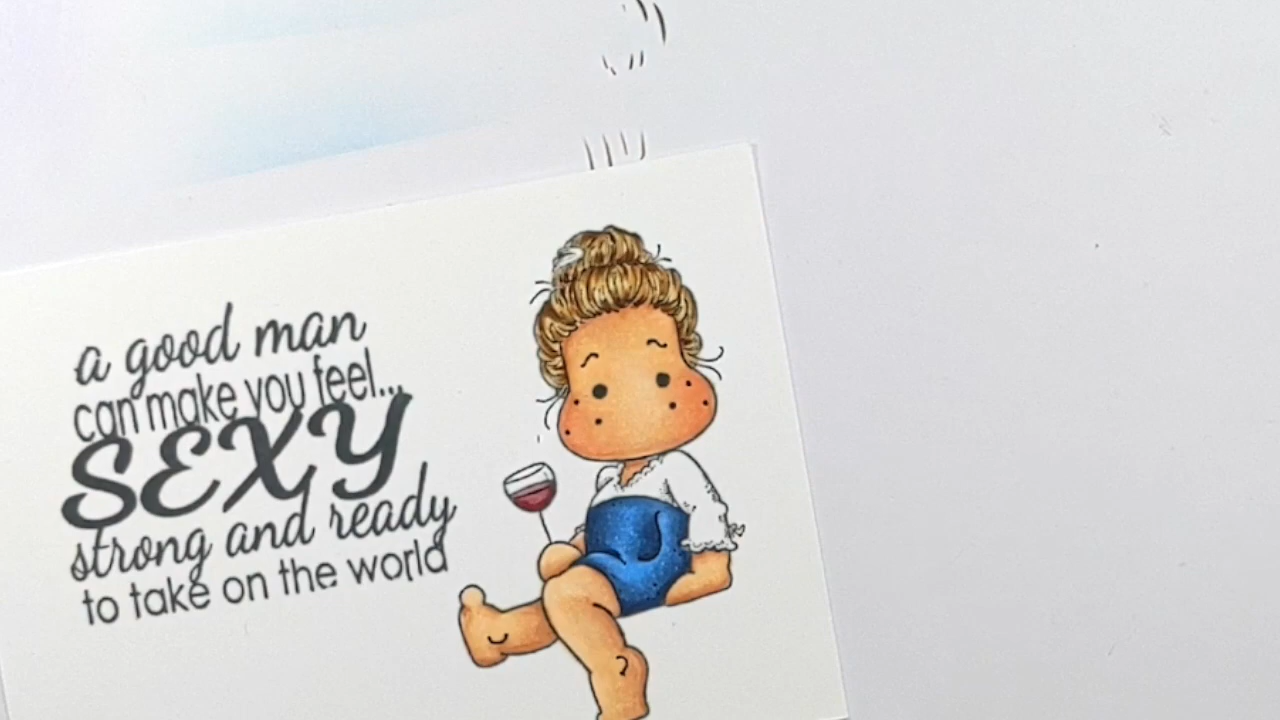 a good man
can make you feel...
SEXY
strong and ready
to take on the world